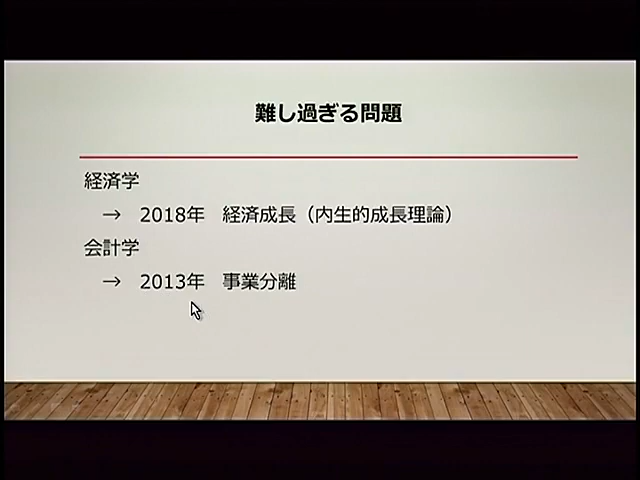 難し過ぎる問題
経済学
→ 2018年 経済成長（内生的成長理論）
会計学
→ 2013年 事業分離